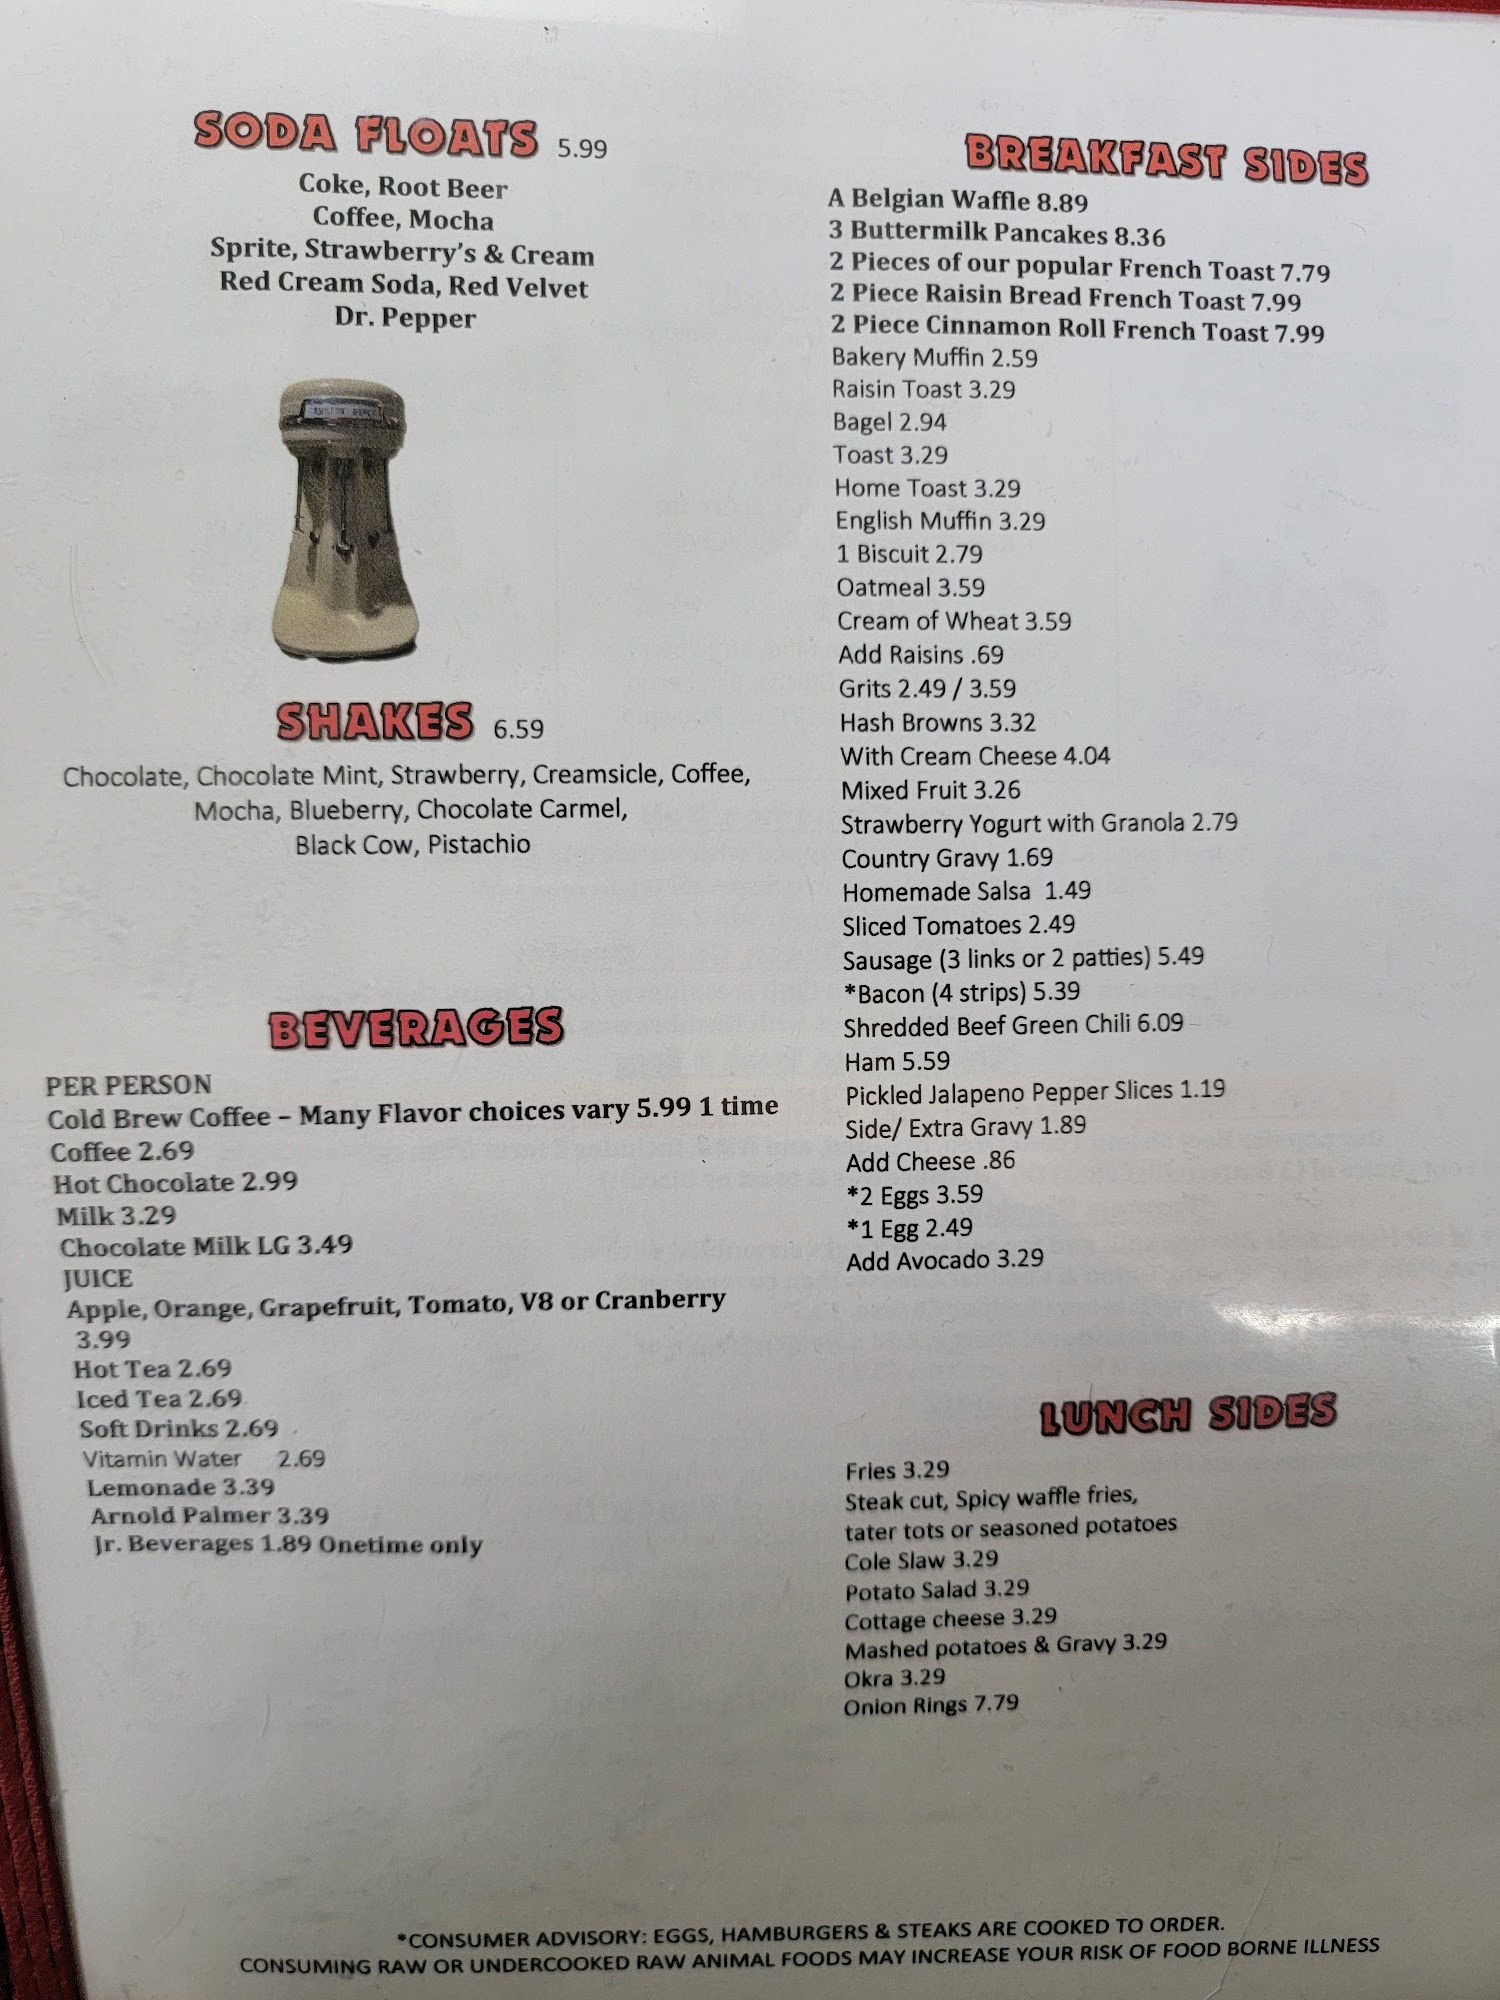 SODA FLOATS 5.99
Coke, Root Beer
Coffee, Mocha
Sprite, Strawberry's & Cream
Red Cream Soda, Red Velvet
Dr. Pepper
SHAKES 6.59
Chocolate, Chocolate Mint, Strawberry, Creamsicle, Coffee,
Mocha, Blueberry, Chocolate Carmel,
Black Cow, Pistachio
BEVERAGES
PER PERSON
Cold Brew Coffee – Many Flavor choices vary 5.99 1 time
Coffee 2.69
Hot Chocolate 2.99
Milk 3.29
Chocolate Milk LG 3.49
JUICE
Apple, Orange, Grapefruit, Tomato, V8 or Cranberry
3.99
Hot Tea 2.69
Iced Tea 2.69
Soft Drinks 2.69
Vitamin Water 2.69
Lemonade 3.39
Arnold Palmer 3.39
Jr. Beverages 1.89 Onetime only
BREAKFAST SIDES
A Belgian Waffle 8.89
3 Buttermilk Pancakes 8.36
2 Pieces of our popular French Toast 7.79
2 Piece Raisin Bread French Toast 7.99
2 Piece Cinnamon Roll French Toast 7.99
Bakery Muffin 2.59
Raisin Toast 3.29
Bagel 2.94
Toast 3.29
Home Toast 3.29
English Muffin 3.29
1 Biscuit 2.79
Oatmeal 3.59
Cream of Wheat 3.59
Add Raisins .69
Grits 2.49 / 3.59
Hash Browns 3.32
With Cream Cheese 4.04
Mixed Fruit 3.26
Strawberry Yogurt with Granola 2.79
Country Gravy 1.69
Homemade Salsa 1.49
Sliced Tomatoes 2.49
Sausage (3 links or 2 patties) 5.49
*Bacon (4 strips) 5.39
Shredded Beef Green Chili 6.09
Ham 5.59
Pickled Jalapeno Pepper Slices 1.19
Side/ Extra Gravy 1.89
Add Cheese .86
*2 Eggs 3.59
*1 Egg 2.49
Add Avocado 3.29
LUNCH SIDES
Fries 3.29
Steak cut, Spicy waffle fries,
tater tots or seasoned potatoes
Cole Slaw 3.29
Potato Salad 3.29
Cottage cheese 3.29
Mashed potatoes & Gravy 3.29
Okra 3.29
Onion Rings 7.79
*CONSUMER ADVISORY: EGGS, HAMBURGERS & STEAKS ARE COOKED TO ORDER.
CONSUMING RAW OR UNDERCOOKED RAW ANIMAL FOODS MAY INCREASE YOUR RISK OF FOOD BORNE ILLNESS